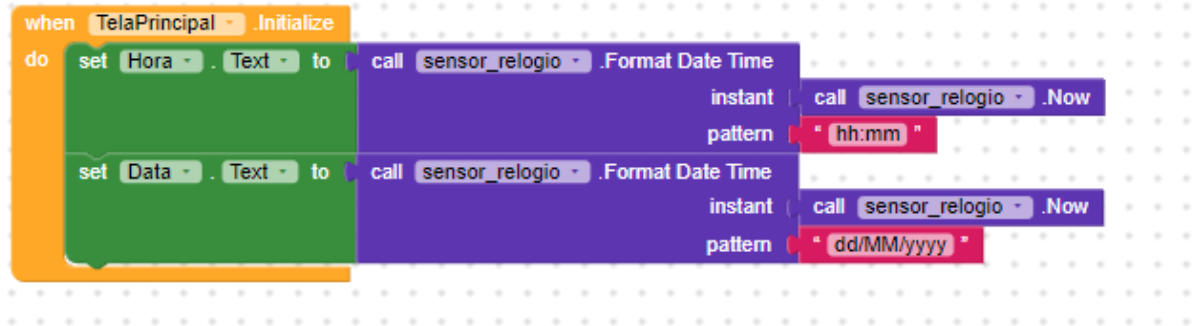 when TelaPrincipal .Initialize
do set Hora . Text to call sensor_relogio .Format Date Time
instant call sensor_relogio .Now
pattern “ hh:mm ”
set Data . Text to call sensor_relogio .Format Date Time
instant call sensor_relogio .Now
pattern “ dd/MM/yyyy ”